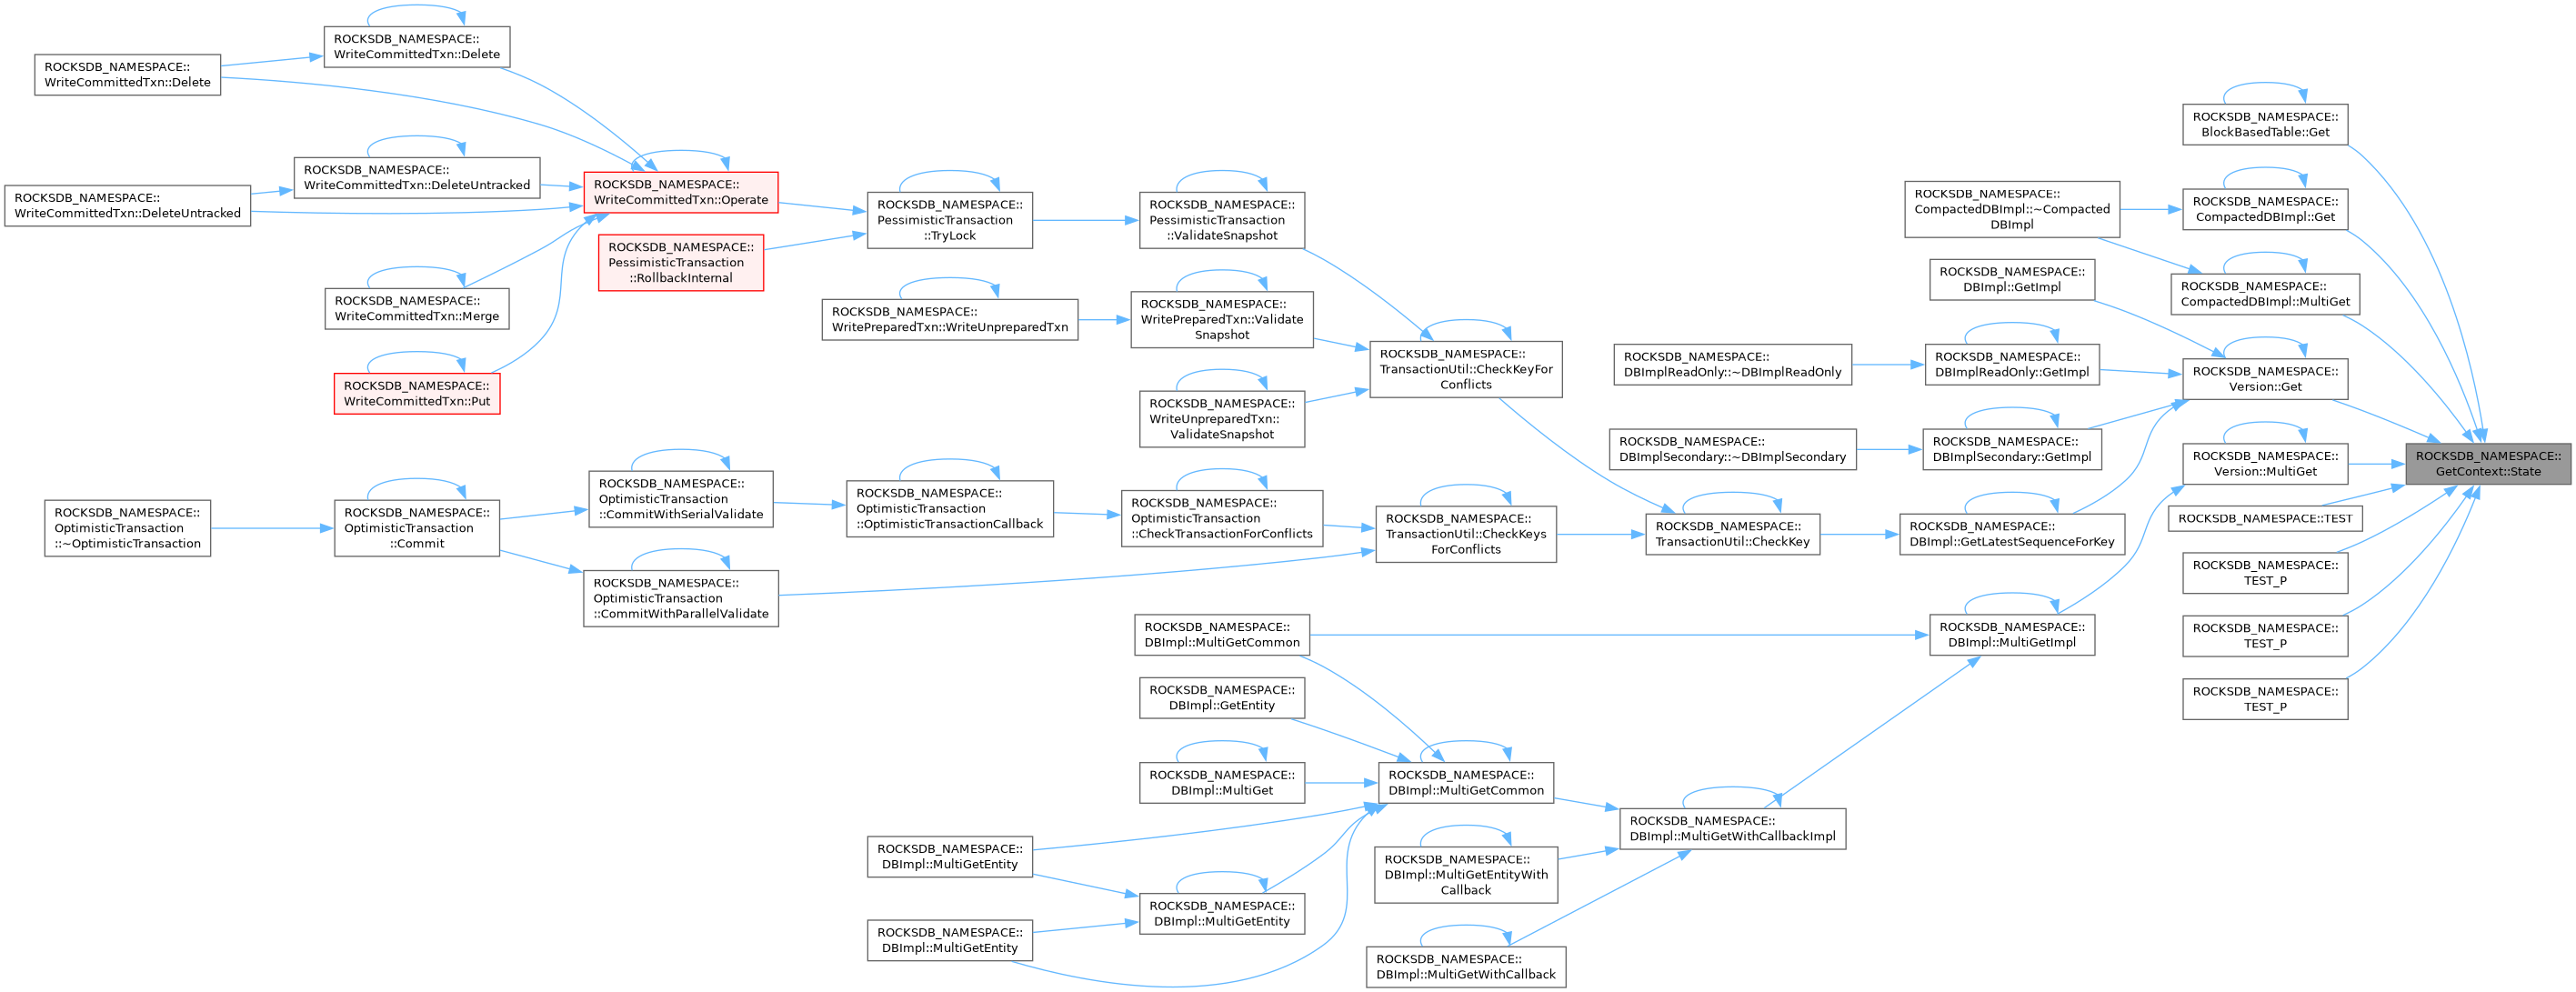 ROCKSDB_NAMESPACE::
WriteCommittedTxn::Delete
ROCKSDB_NAMESPACE::
WriteCommittedTxn::Delete
ROCKSDB_NAMESPACE::
WriteCommittedTxn::DeleteUntracked
ROCKSDB_NAMESPACE::
WriteCommittedTxn::DeleteUntracked
ROCKSDB_NAMESPACE::
WriteCommittedTxn::Merge
ROCKSDB_NAMESPACE::
WriteCommittedTxn::Put
ROCKSDB_NAMESPACE::
OptimisticTransaction
::~OptimisticTransaction
ROCKSDB_NAMESPACE::
OptimisticTransaction
::Commit
ROCKSDB_NAMESPACE::
WriteCommittedTxn::Operate
ROCKSDB_NAMESPACE::
PessimisticTransaction
::RollbackInternal
ROCKSDB_NAMESPACE::
OptimisticTransaction
::CommitWithSerialValidate
ROCKSDB_NAMESPACE::
OptimisticTransaction
::CommitWithParallelValidate
ROCKSDB_NAMESPACE::
PessimisticTransaction
::TryLock
ROCKSDB_NAMESPACE::
WritePreparedTxn::WriteUnpreparedTxn
ROCKSDB_NAMESPACE::
OptimisticTransaction
::OptimisticTransactionCallback
ROCKSDB_NAMESPACE::
DBImpl::MultiGetEntity
ROCKSDB_NAMESPACE::
DBImpl::MultiGetEntity
ROCKSDB_NAMESPACE::
PessimisticTransaction
::ValidateSnapshot
ROCKSDB_NAMESPACE::
WritePreparedTxn::Validate
Snapshot
ROCKSDB_NAMESPACE::
WriteUnpreparedTxn::
ValidateSnapshot
ROCKSDB_NAMESPACE::
OptimisticTransaction
::CheckTransactionForConflicts
ROCKSDB_NAMESPACE::
DBImpl::MultiGetCommon
ROCKSDB_NAMESPACE::
DBImpl::GetEntity
ROCKSDB_NAMESPACE::
DBImpl::MultiGet
ROCKSDB_NAMESPACE::
DBImpl::MultiGetEntity
ROCKSDB_NAMESPACE::
TransactionUtil::CheckKeyFor
Conflicts
ROCKSDB_NAMESPACE::
TransactionUtil::CheckKeys
ForConflicts
ROCKSDB_NAMESPACE::
DBImpl::MultiGetCommon
ROCKSDB_NAMESPACE::
DBImpl::MultiGetEntityWith
Callback
ROCKSDB_NAMESPACE::
DBImpl::MultiGetWithCallback
ROCKSDB_NAMESPACE::
DBImplReadOnly::~DBImplReadOnly
ROCKSDB_NAMESPACE::
DBImplSecondary::~DBImplSecondary
ROCKSDB_NAMESPACE::
TransactionUtil::CheckKey
ROCKSDB_NAMESPACE::
DBImpl::MultiGetWithCallbackImpl
ROCKSDB_NAMESPACE::
CompactedDBImpl::~Compacted
DBImpl
ROCKSDB_NAMESPACE::
DBImpl::GetImpl
ROCKSDB_NAMESPACE::
DBImplReadOnly::GetImpl
ROCKSDB_NAMESPACE::
DBImplSecondary::GetImpl
ROCKSDB_NAMESPACE::
DBImpl::GetLatestSequenceForKey
ROCKSDB_NAMESPACE::
DBImpl::MultiGetImpl
ROCKSDB_NAMESPACE::
BlockBasedTable::Get
ROCKSDB_NAMESPACE::
CompactedDBImpl::Get
ROCKSDB_NAMESPACE::
CompactedDBImpl::MultiGet
ROCKSDB_NAMESPACE::
Version::Get
ROCKSDB_NAMESPACE::
Version::MultiGet
ROCKSDB_NAMESPACE::TEST
ROCKSDB_NAMESPACE::
TEST_P
ROCKSDB_NAMESPACE::
TEST_P
ROCKSDB_NAMESPACE::
TEST_P
ROCKSDB_NAMESPACE::
GetContext::State